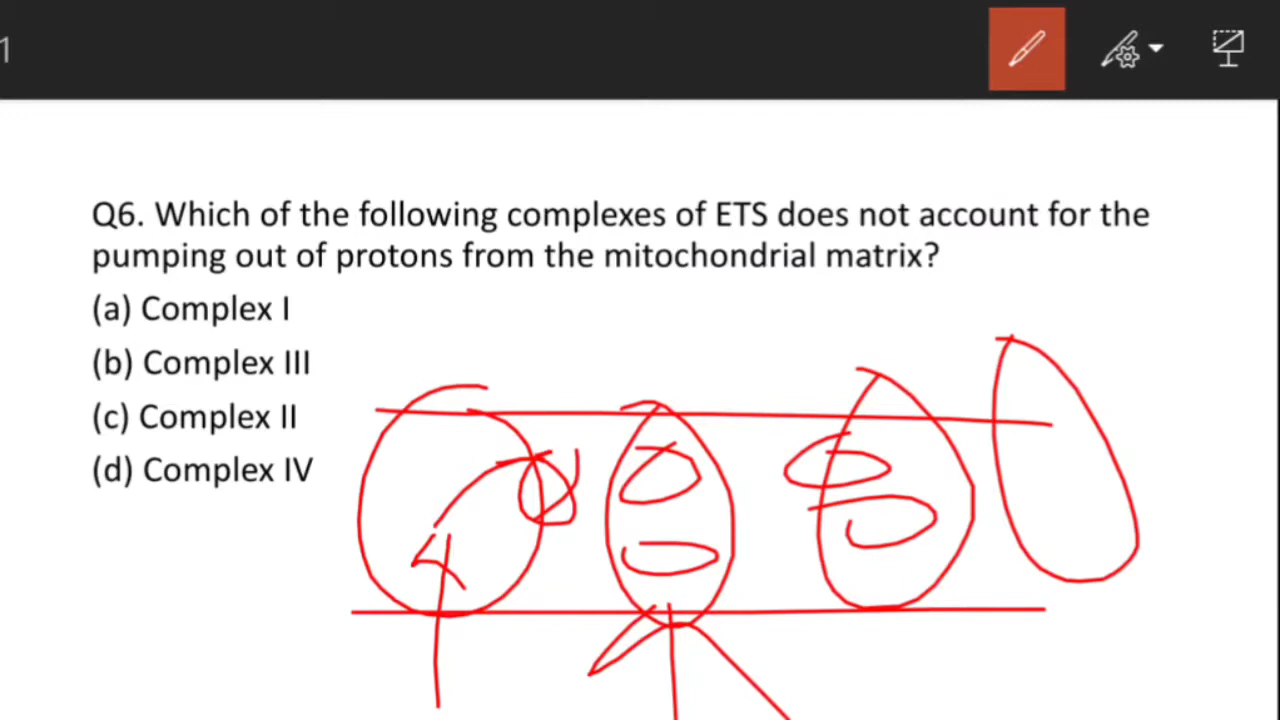 1
Q6. Which of the following complexes of ETS does not account for the
pumping out of protons from the mitochondrial matrix?
(a) Complex I
(b) Complex III
(c) Complex II
(d) Complex IV